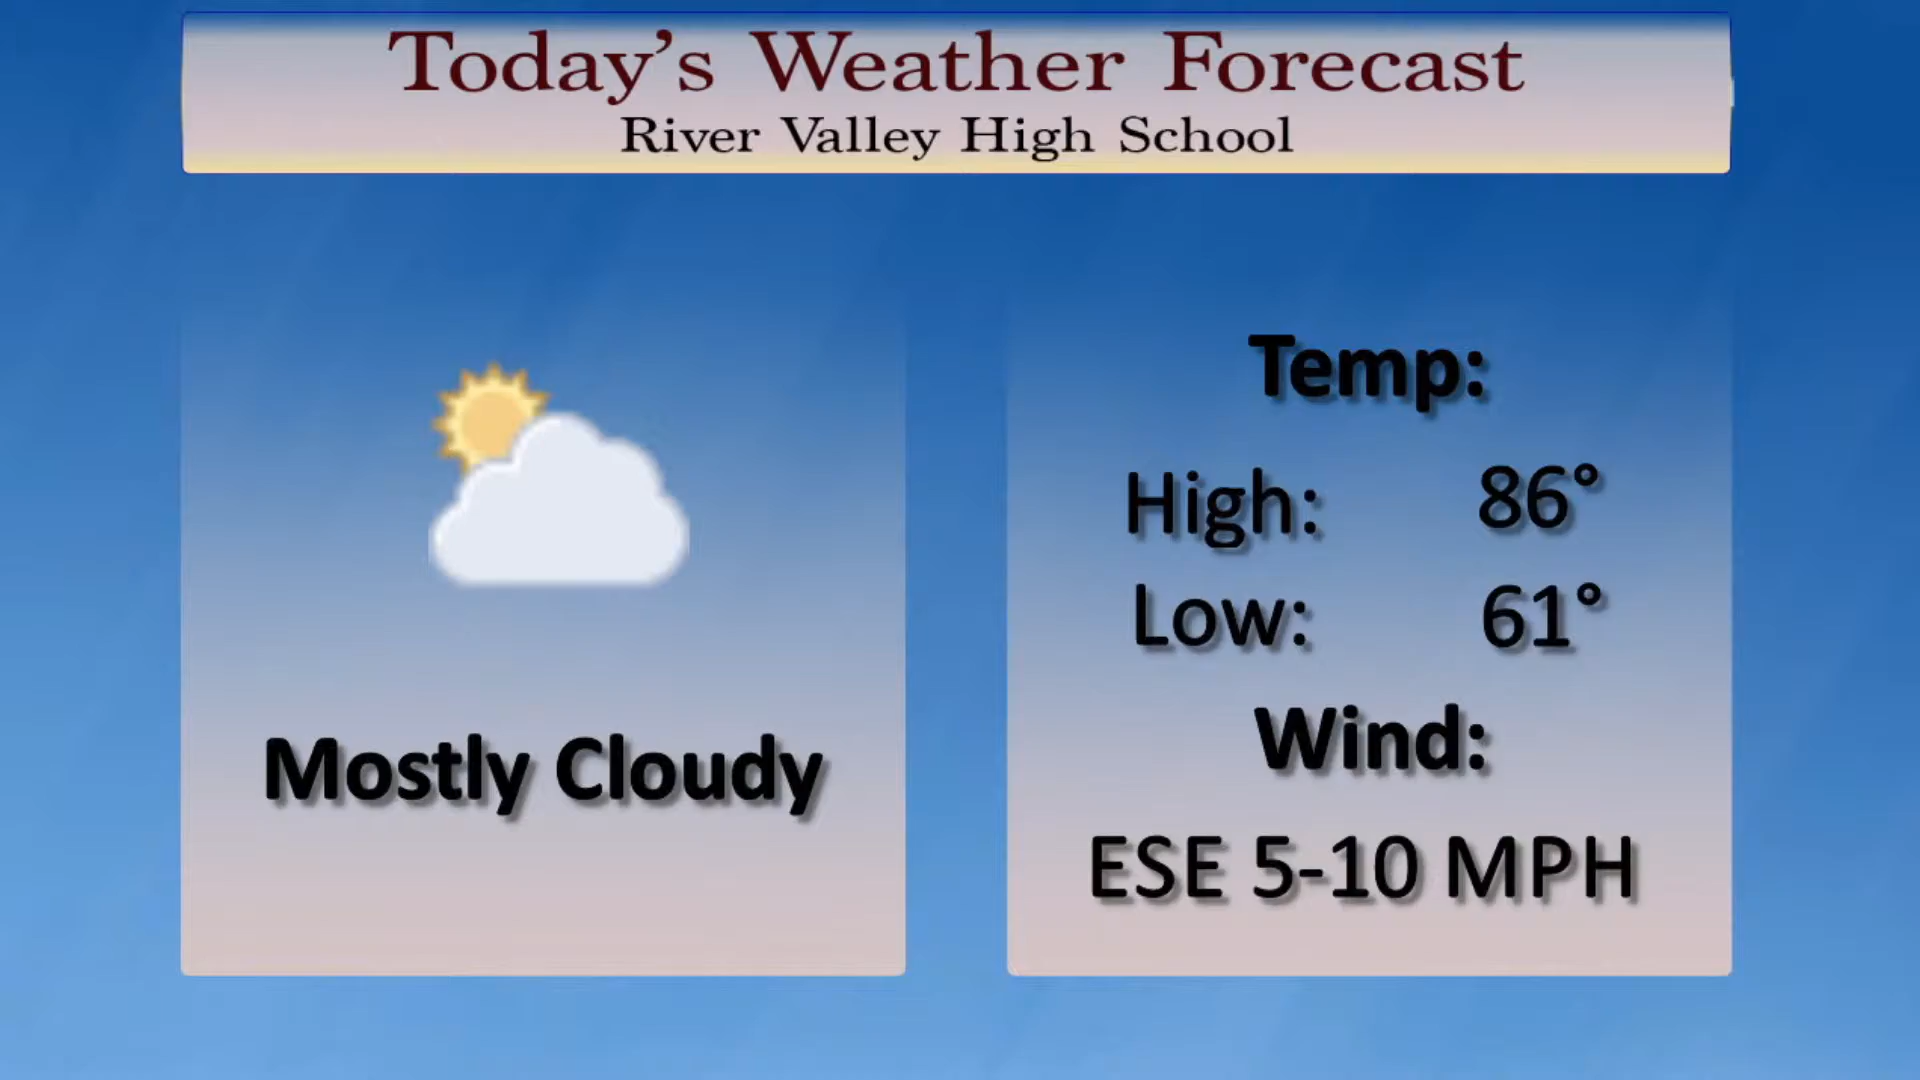 Today's Weather Forecast
River Valley High School
Mostly Cloudy
Temp:
High: 86°
Low: 61°
Wind:
ESE 5-10 MPH